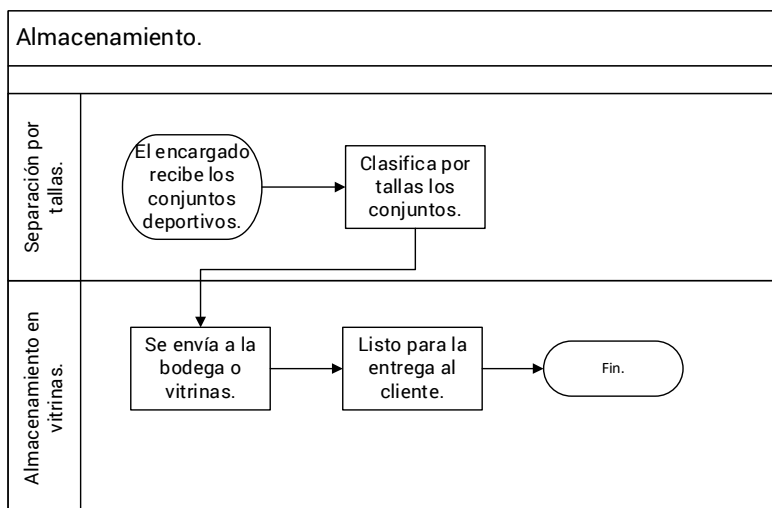 Almacenamiento.
Separación por
tallas.
El encargado
recibe los
conjuntos
deportivos.
Clasifica por
tallas los
conjuntos.
Almacenamiento en
vitrinas.
Se envía a la
bodega o
vitrinas.
Listo para la
entrega al
cliente.
Fin.